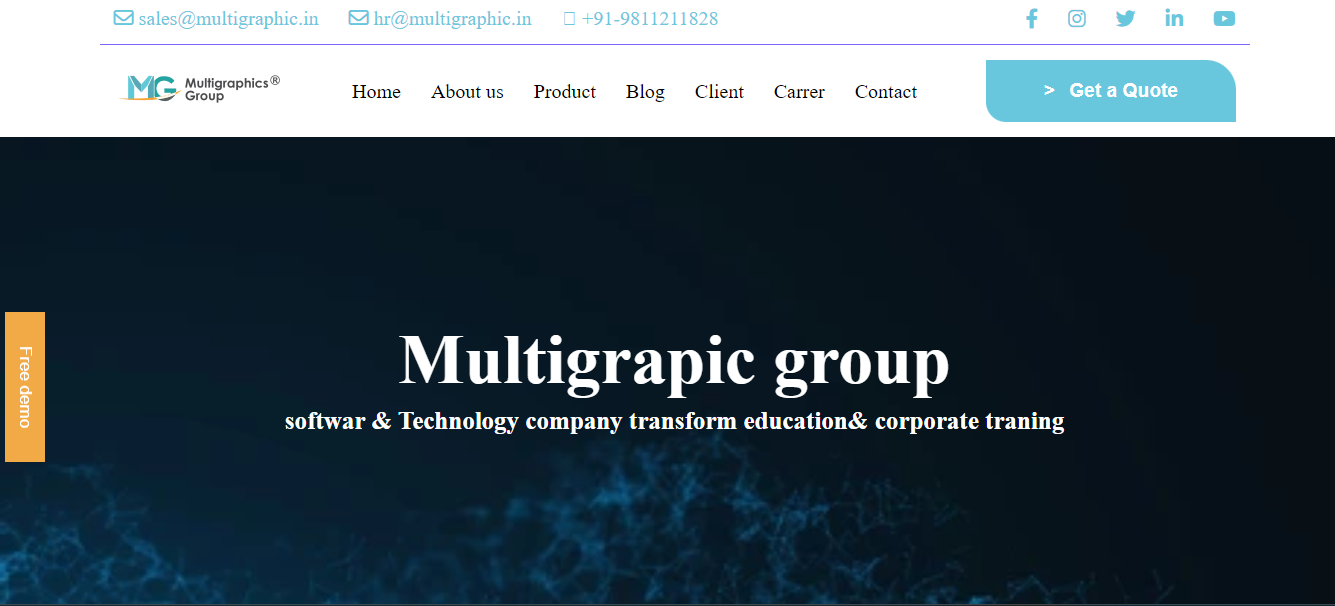 sales@multigraphic.in hr@multigraphic.in +91-9811211828
MG Multigraphics®
Group
Home About us Product Blog Client Carrer Contact
> Get a Quote
Free demo
Multigrapic group
softwar & Technology company transform education& corporate traning